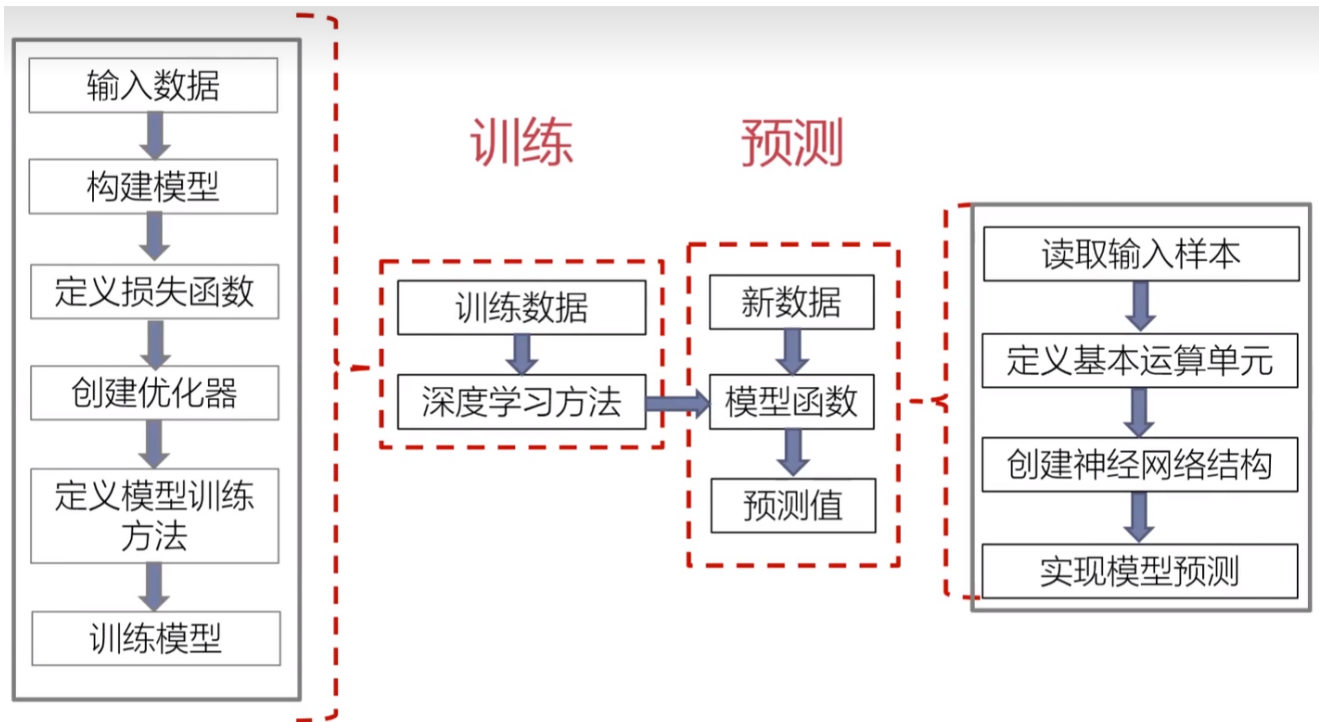 输入数据
构建模型
定义损失函数
创建优化器
定义模型训练
方法
训练模型
训练
训练数据
深度学习方法
预测
新数据
模型函数
预测值
读取输入样本
定义基本运算单元
创建神经网络结构
实现模型预测